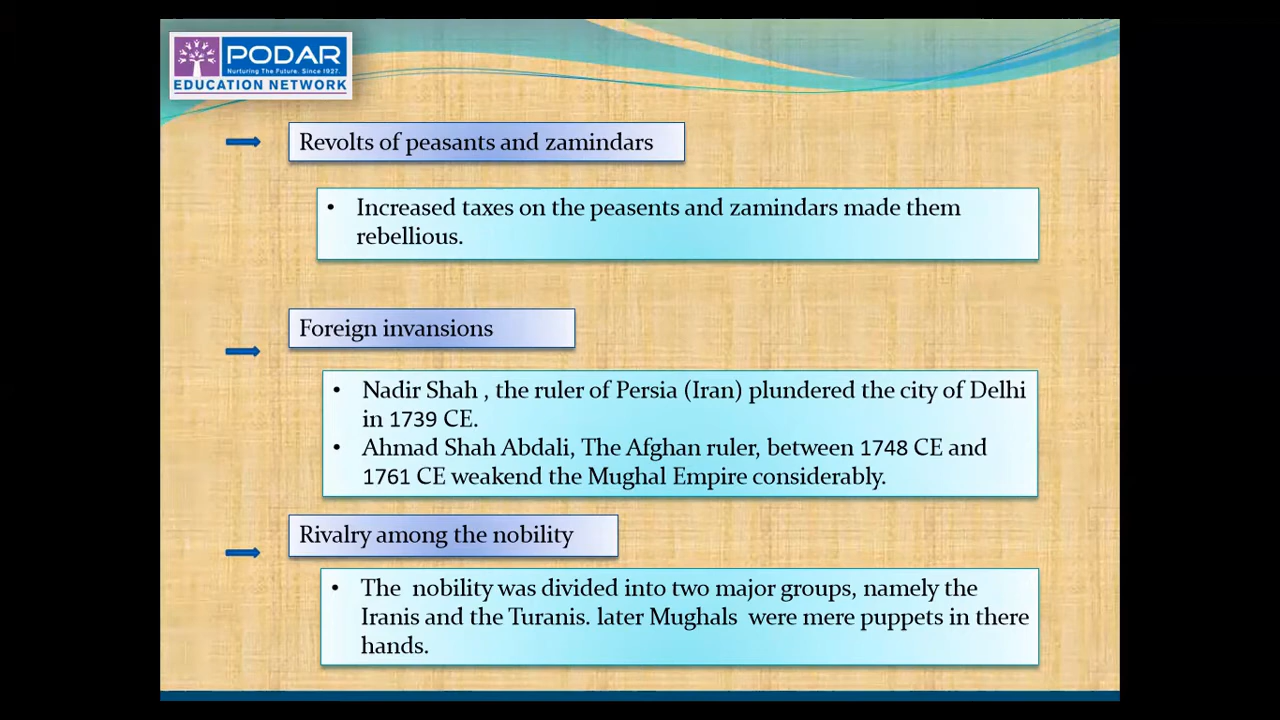 PODAR
Nurturing The Future. Since 1927.
EDUCATION NETWORK
Revolts of peasants and zamindars
• Increased taxes on the peasents and zamindars made them
rebellious.
Foreign invansions
• Nadir Shah , the ruler of Persia (Iran) plundered the city of Delhi
in 1739 CE.
• Ahmad Shah Abdali, The Afghan ruler, between 1748 CE and
1761 CE weakend the Mughal Empire considerably.
Rivalry among the nobility
• The nobility was divided into two major groups, namely the
Iranis and the Turanis. later Mughals were mere puppets in there
hands.